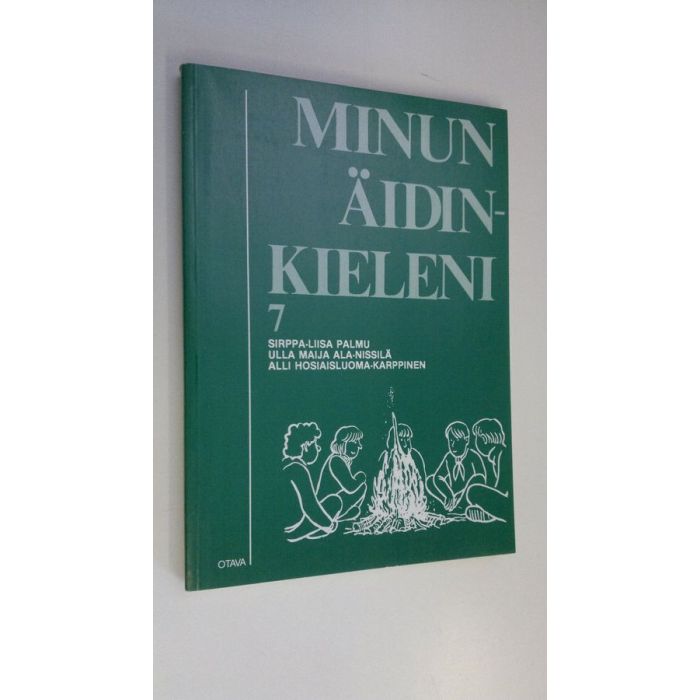 MINUN
ÄIDIN-
KIELENI
7
SIRPPA-LIISA PALMU
ULLA MAIJA ALA-NISSILÄ
ALLI HOSIAISLUOMA-KARPPINEN
OTAVA